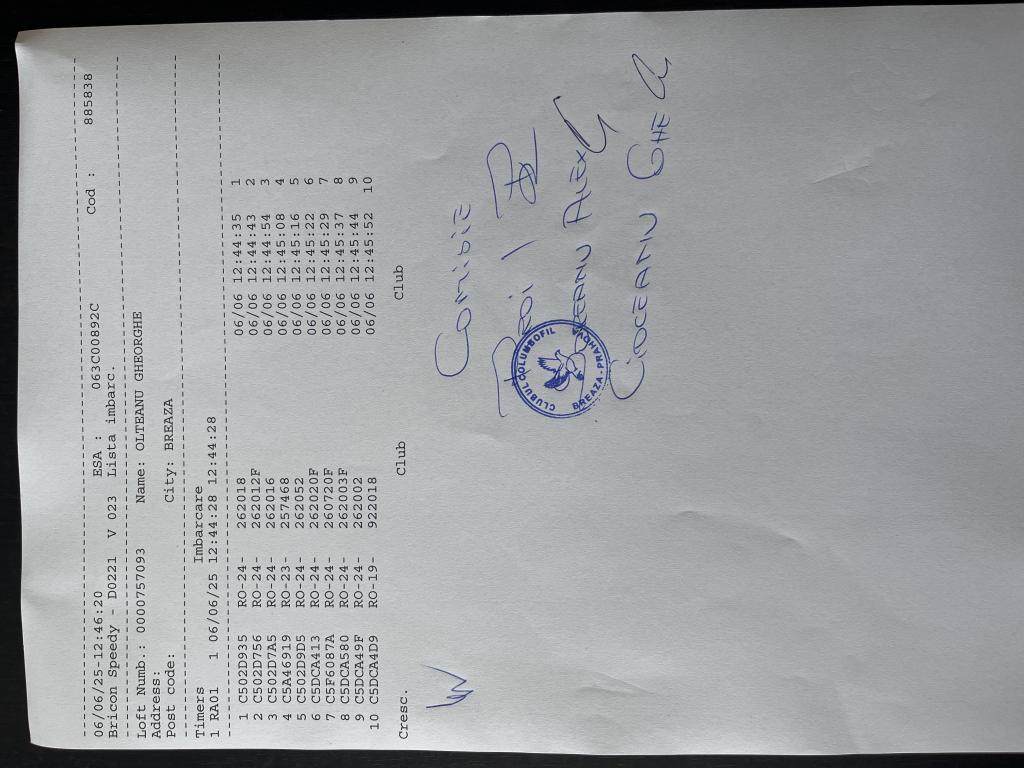 --------------------------------------------------------------------------------
06/06/25-12:46:20 ESA : 063C00892C Cod : 885838
Bricon Speedy - D0221 V 023 Lista imbarc.
--------------------------------------------------------------------------------
Loft Numb.: 0000757093 Name: OLTEANU GHEORGHE
Address:
Post code: City: BREAZA
--------------------------------------------------------------------------------
Timers Imbarcare
1 RA01 1 06/06/25 12:44:28 12:44:28
--------------------------------------------------------------------------------
1 C502D935 RO-24- 262018 06/06 12:44:35 1
2 C502D756 RO-24- 262012F 06/06 12:44:43 2
3 C502D7A5 RO-24- 262016 06/06 12:44:54 3
4 C5A46919 RO-23- 257468 06/06 12:45:08 4
5 C502D9D5 RO-24- 262052 06/06 12:45:16 5
6 C5DCA413 RO-24- 262020F 06/06 12:45:22 6
7 C5F6087A RO-24- 260720F 06/06 12:45:29 7
8 C5DCA580 RO-24- 262003F 06/06 12:45:37 8
9 C5DCA49F RO-24- 262002 06/06 12:45:44 9
10 C5DCA4D9 RO-19- 922018 06/06 12:45:52 10
Cresc. Club Club
ALEX
CIOCEANU GHE
CLUBUL COLUMBOFIL
BREAZA-PRAHOVA